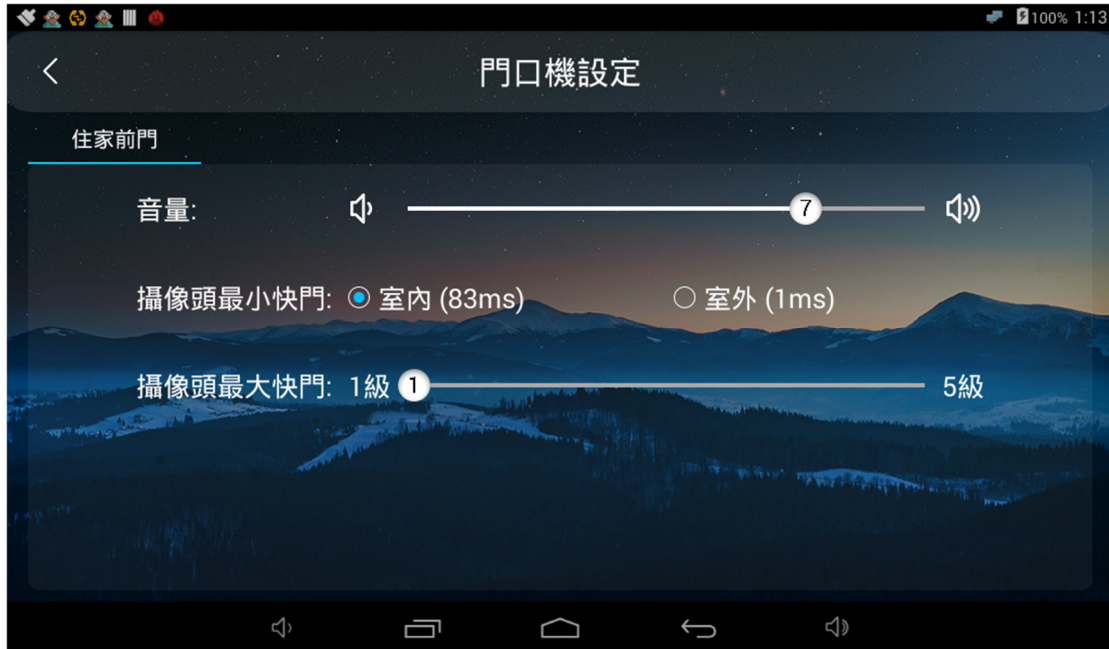 100% 1:13
門口機設定
住家前門
音量: 7
攝像頭最小快門: 室內 (83ms) 室外 (1ms)
攝像頭最大快門: 1級 1 5級